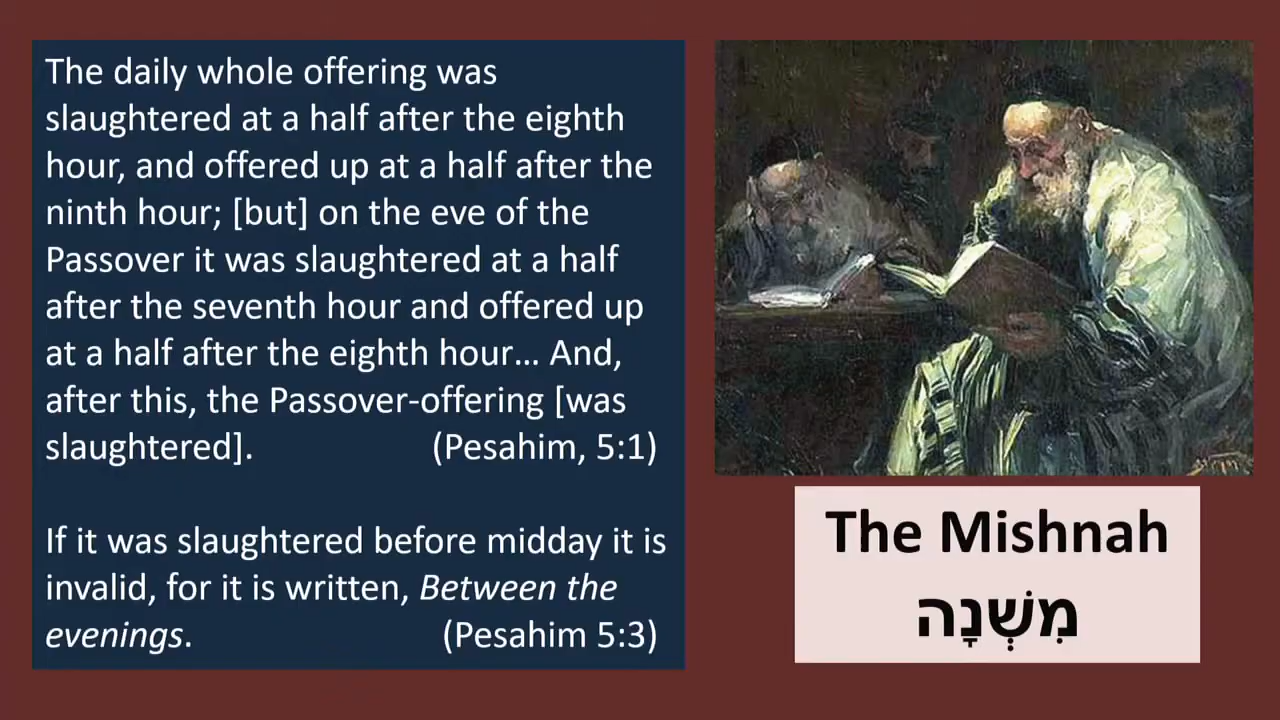 The daily whole offering was
slaughtered at a half after the eighth
hour, and offered up at a half after the
ninth hour; [but] on the eve of the
Passover it was slaughtered at a half
after the seventh hour and offered up
at a half after the eighth hour... And,
after this, the Passover-offering [was
slaughtered]. (Pesahim, 5:1)
If it was slaughtered before midday it is
invalid, for it is written, Between the
evenings. (Pesahim 5:3)
The Mishnah
מִשְׁנָה